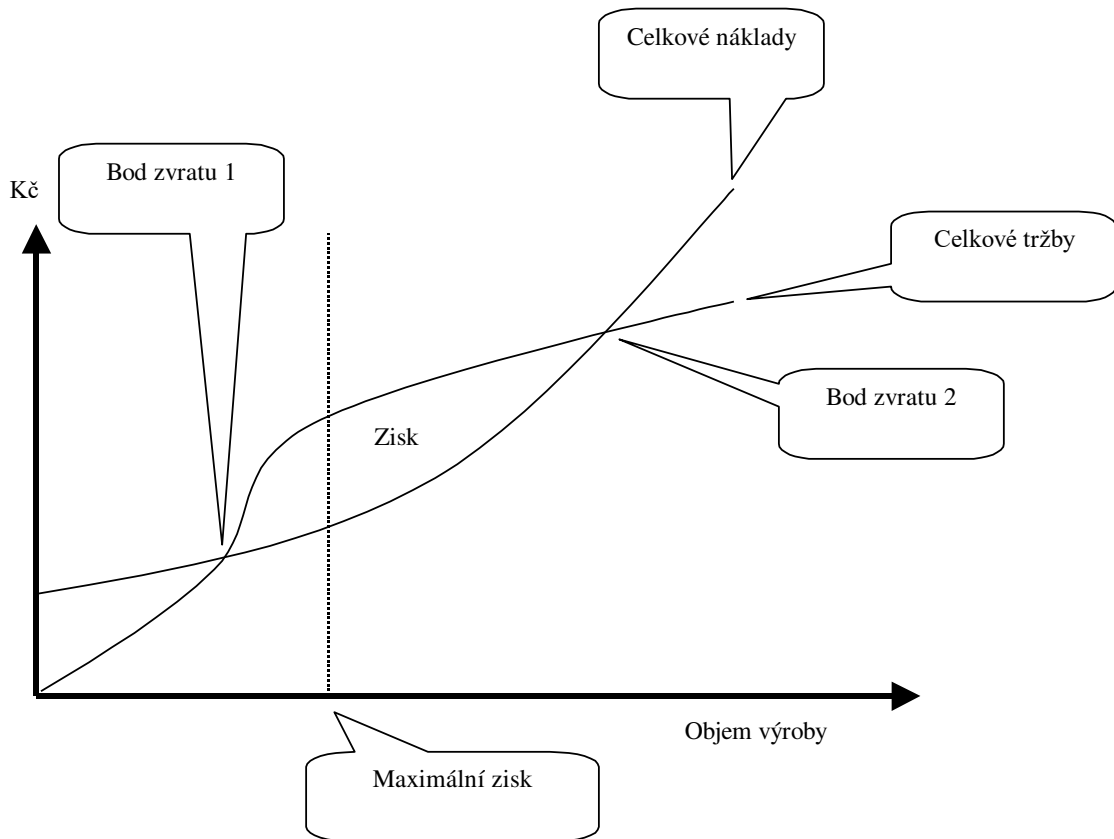 Celkové náklady
Bod zvratu 1
Kč
Celkové tržby
Bod zvratu 2
Zisk
Objem výroby
Maximální zisk